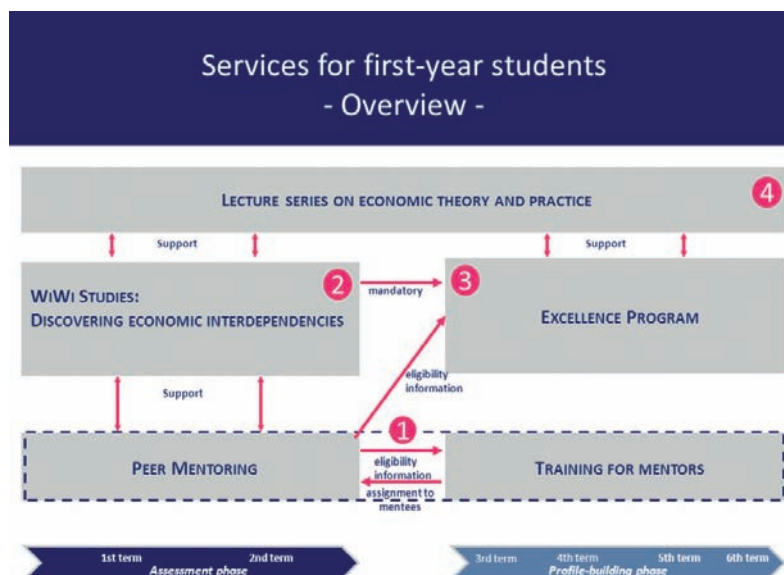 Services for first-year students
- Overview -
LECTURE SERIES ON ECONOMIC THEORY AND PRACTICE
4
Support
Support
2
WIWI STUDIES:
DISCOVERING ECONOMIC INTERDEPENDENCIES
mandatory
3
EXCELLENCE PROGRAM
eligibility
information
Support
1
PEER MENTORING
eligibility
information
assignment to
mentees
TRAINING FOR MENTORS
1st term
2nd term
Assessment phase
3rd term
4th term
5th term
6th term
Profile-building phase